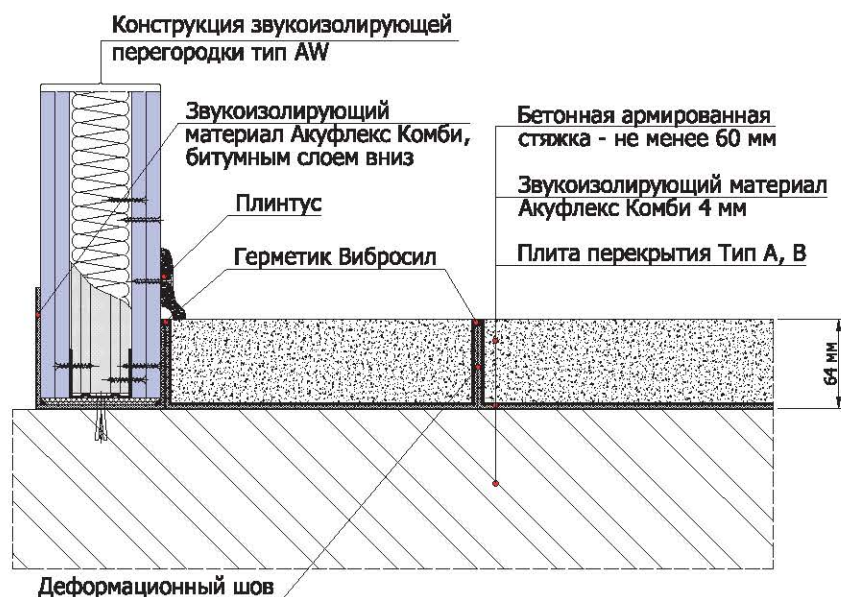 Конструкция звукоизолирующей
перегородки тип AW
Звукоизолирующий
материал Акуфлекс Комби,
битумным слоем вниз
Плинтус
Герметик Вибросил
Бетонная армированная
стяжка - не менее 60 мм
Звукоизолирующий материал
Акуфлекс Комби 4 мм
Плита перекрытия Тип А, В
64 мм
Деформационный шов